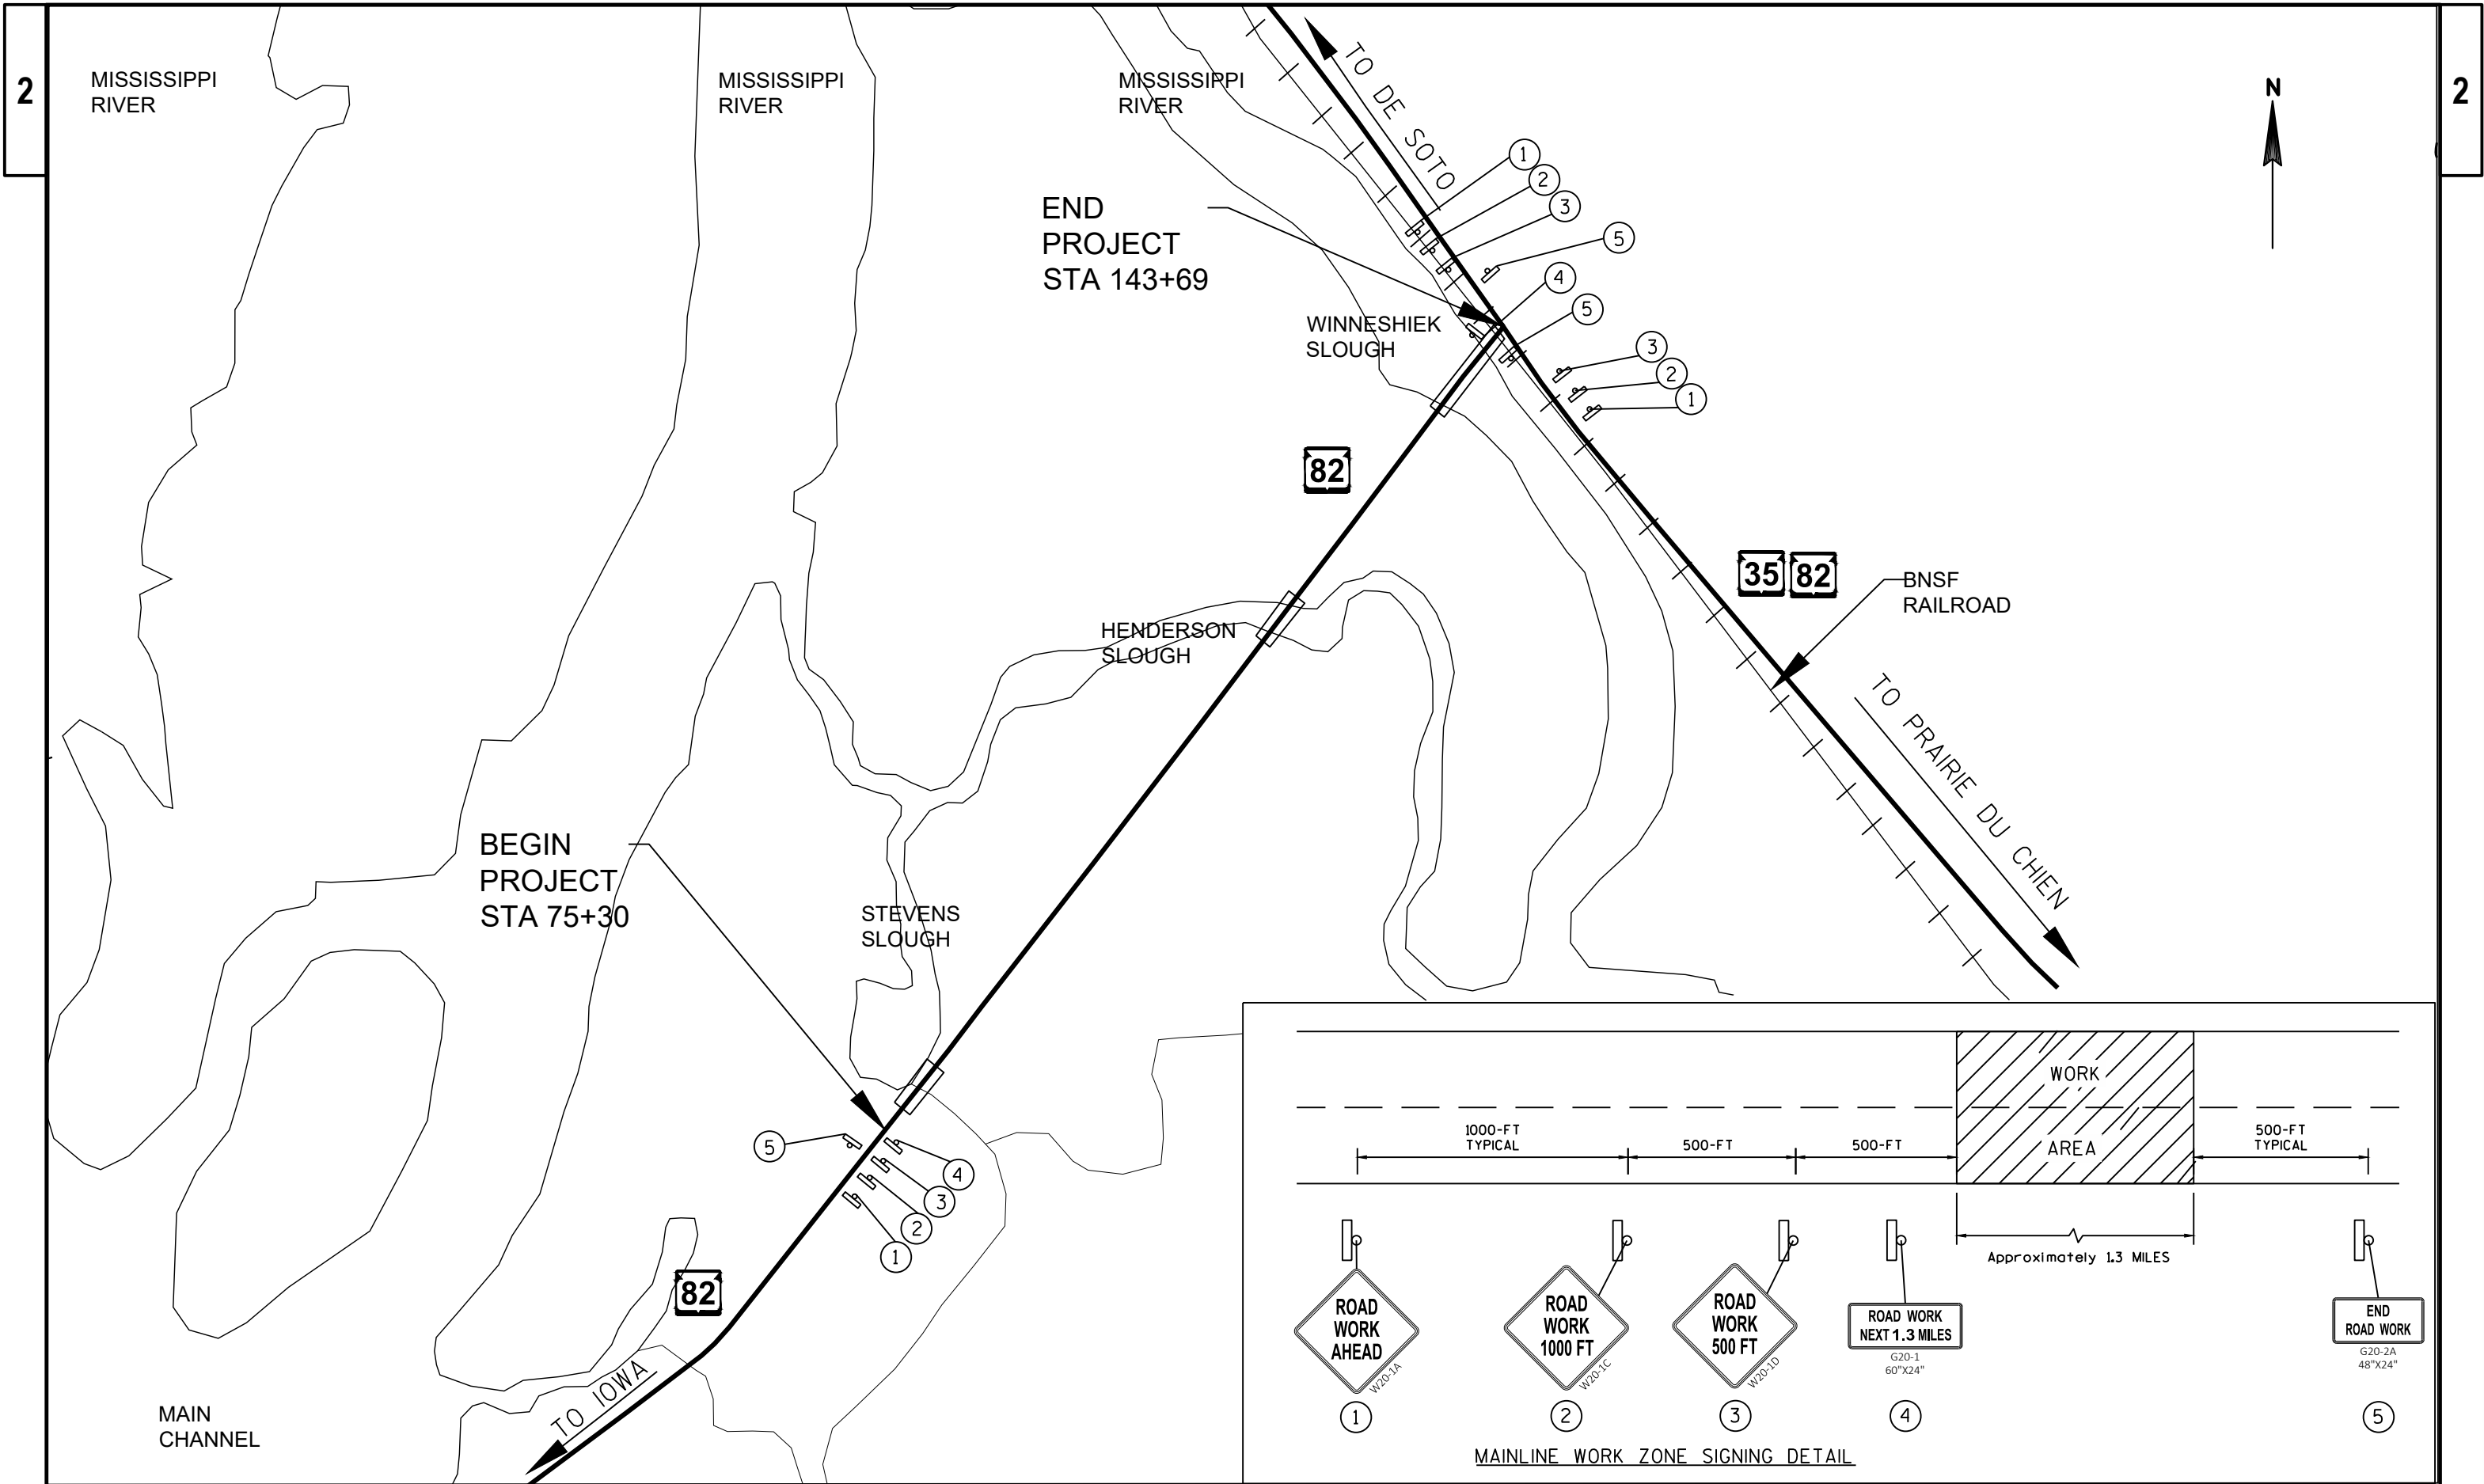 2
2
MISSISSIPPI
RIVER
MISSISSIPPI
RIVER
MISSISSIPPI
RIVER
TO DE SOTO
N
1
2
3
5
4
5
3
2
1
END
PROJECT
STA 143+69
WINNESHIEK
SLOUGH
82
35
82
BNSF
RAILROAD
HENDERSON
SLOUGH
TO PRAIRIE DU CHIEN
BEGIN
PROJECT
STA 75+30
STEVENS
SLOUGH
5
4
3
2
1
82
TO IOWA
MAIN
CHANNEL
WORK
AREA
1000-FT
TYPICAL
500-FT
500-FT
500-FT
TYPICAL
Approximately 1.3 MILES
ROAD
WORK
AHEAD
W20-1A
1
ROAD
WORK
1000 FT
W20-1C
2
ROAD
WORK
500 FT
W20-1D
3
ROAD WORK
NEXT 1.3 MILES
G20-1
60"X24"
4
END
ROAD WORK
G20-2A
48"X24"
5
MAINLINE WORK ZONE SIGNING DETAIL